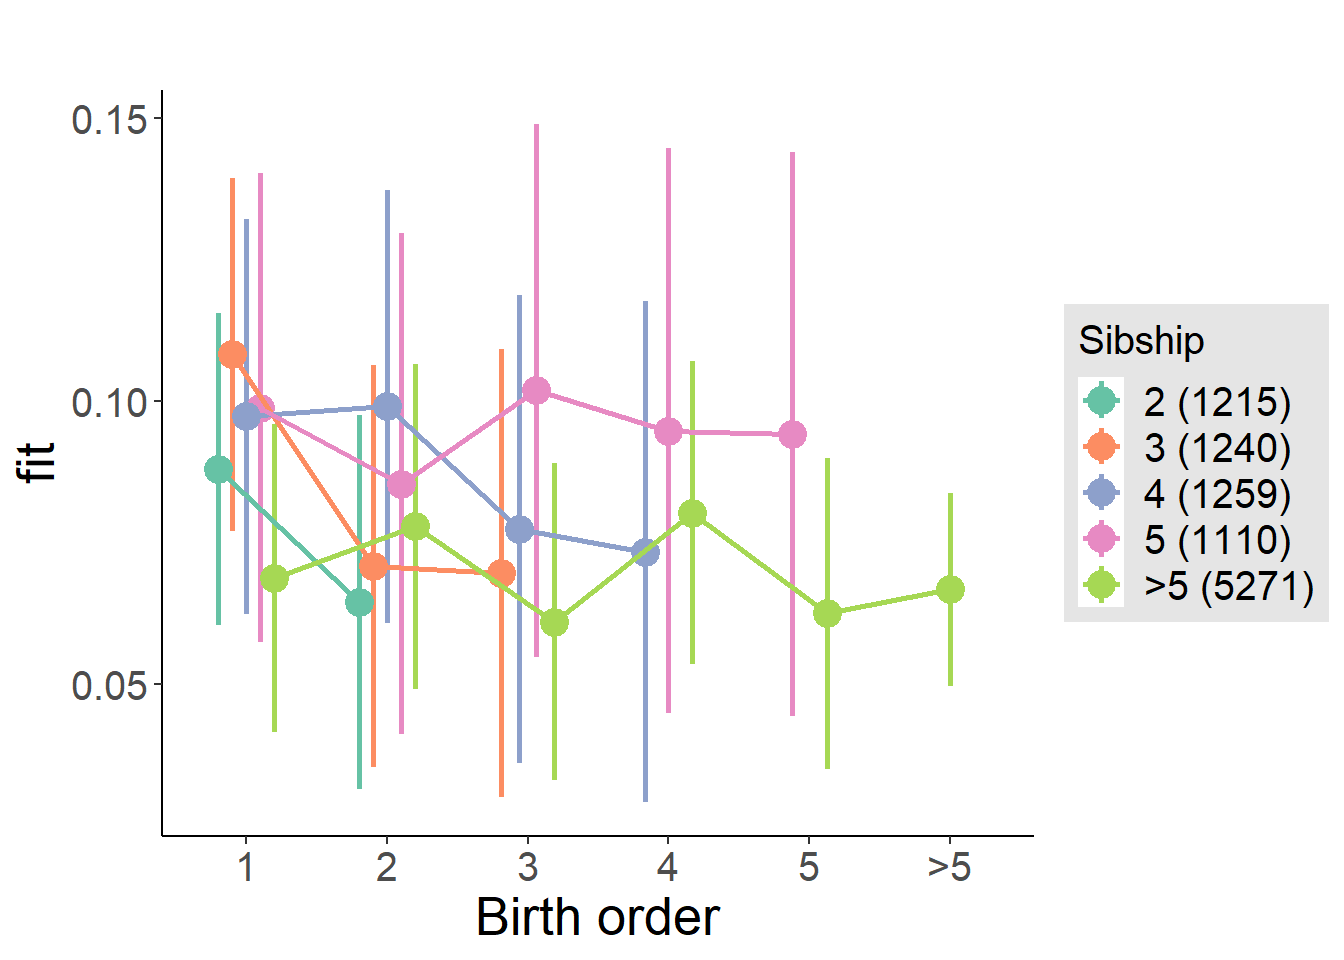 0.15
0.10
0.05
fit
1 2 3 4 5 >5
Birth order
Sibship
2 (1215)
3 (1240)
4 (1259)
5 (1110)
>5 (5271)